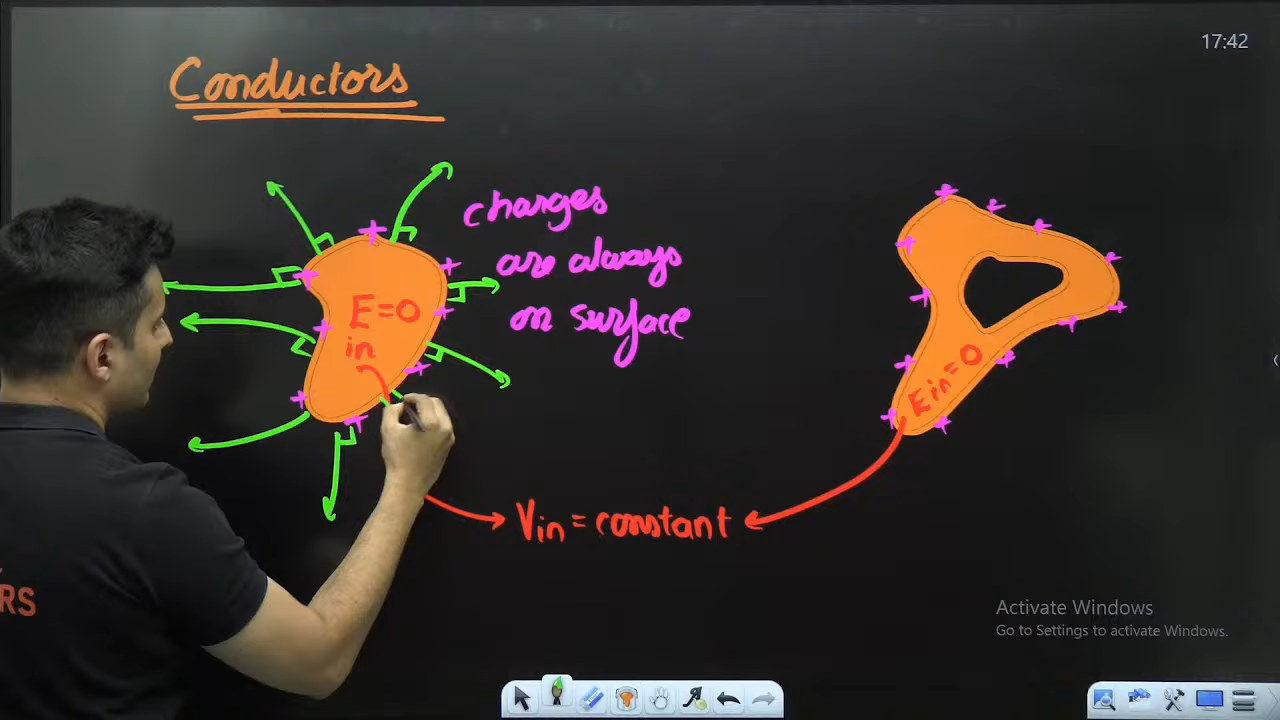 17:42
Conductors
charges
are always
on surface
E=0
in
Ein=0
Vin = constant
RS
Activate Windows
Go to Settings to activate Windows.